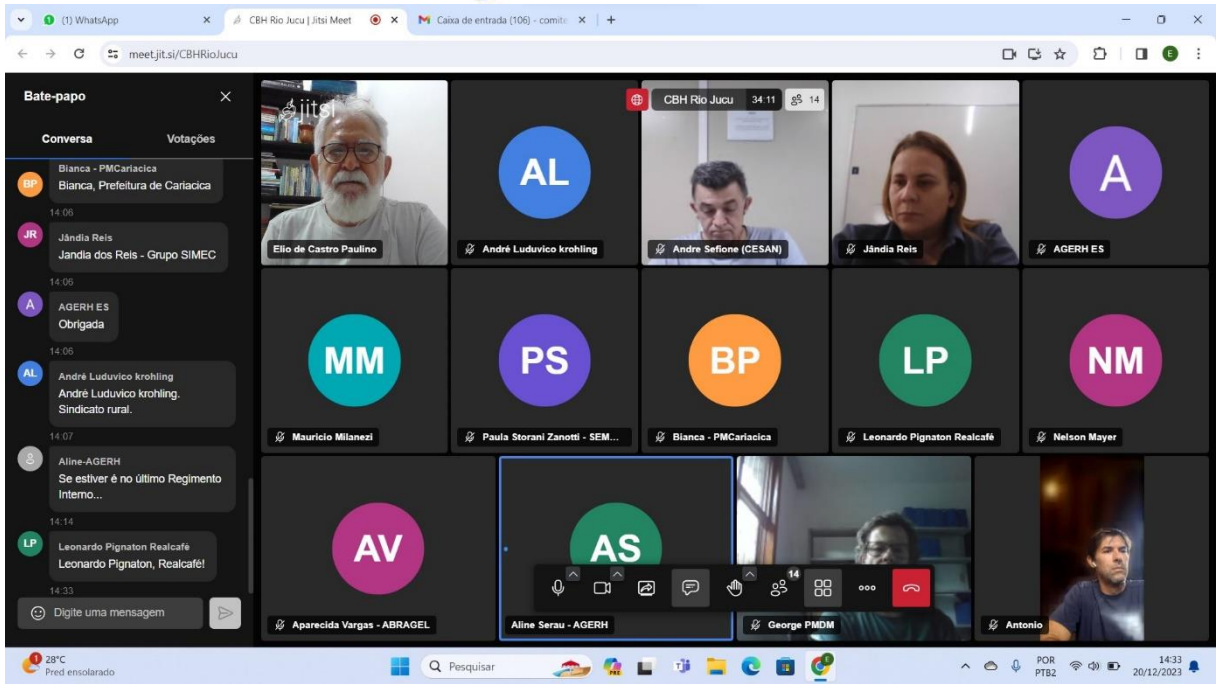 (1) WhatsApp
CBH Rio Jucu | Jitsi Meet
Caixa de entrada (106) - comite
meet.jit.si/CBHRioJucu
E
Bate-papo
Conversa
Votações
BP
Bianca - PMCariacica
Bianca, Prefeitura de Cariacica
14:06
JR
Jândia Reis
Jandia dos Reis - Grupo SIMEC
14:06
A
AGERH ES
Obrigada
14:06
AL
André Luduvico krohling
André Luduvico krohling.
Sindicato rural.
14:07
Aline-AGERH
Se estiver è no último Regimento
Interno...
14:14
LP
Leonardo Pignaton Realcafé
Leonardo Pignaton, Realcafé!
14:33
Digite uma mensagem
jitsi
CBH Rio Jucu 34:11 14
Elio de Castro Paulino
AL
André Luduvico krohling
Andre Sefione (CESAN)
Jândia Reis
A
AGERH ES
MM
Mauricio Milanezi
PS
Paula Storani Zanotti - SEM...
BP
Bianca - PMCariacica
LP
Leonardo Pignaton Realcafé
NM
Nelson Mayer
AV
Aparecida Vargas - ABRAGEL
AS
Aline Serau - AGERH
George PMDM
Antonio
14
1
28°C
Pred ensolarado
Pesquisar
PRE
E
POR
PTB2
14:33
20/12/2023